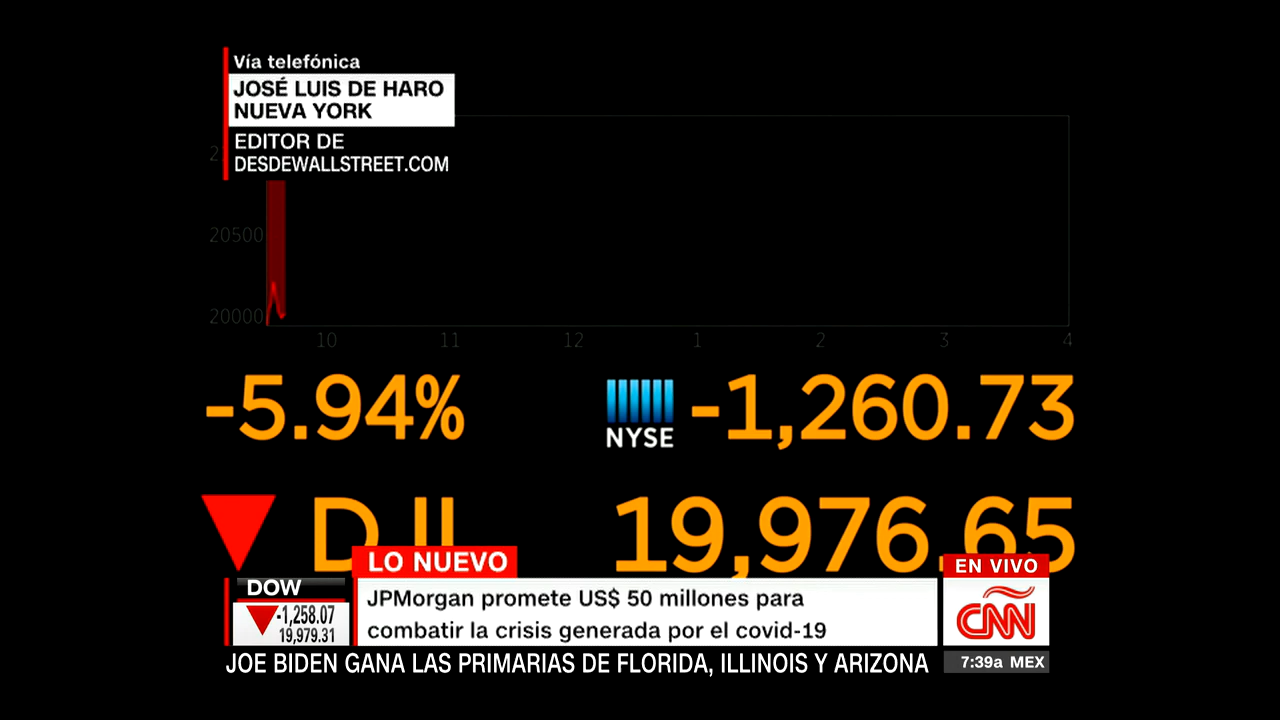 Vía telefónica
JOSÉ LUIS DE HARO
NUEVA YORK
EDITOR DE
DESDEWALLSTREET.COM
2
20500
20000
10 11 12 1 2 3 4
-5.94% NYSE -1,260.73
DJI 19,976.65
LO NUEVO
EN VIVO
DOW
-1,258.07
19,979.31
JPMorgan promete US$ 50 millones para
combatir la crisis generada por el covid-19
CNN
JOE BIDEN GANA LAS PRIMARIAS DE FLORIDA, ILLINOIS Y ARIZONA
7:39a MEX